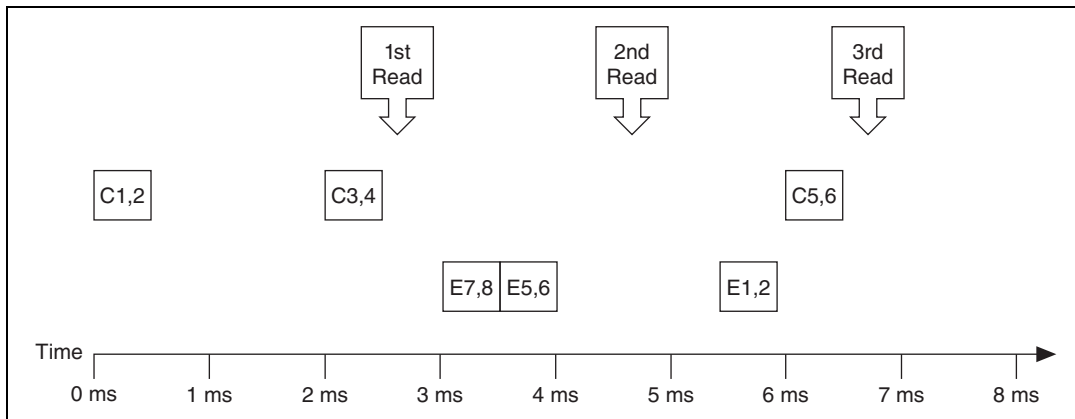 1st
Read
2nd
Read
3rd
Read
C1,2
C3,4
C5,6
E7,8
E5,6
E1,2
Time
0 ms
1 ms
2 ms
3 ms
4 ms
5 ms
6 ms
7 ms
8 ms